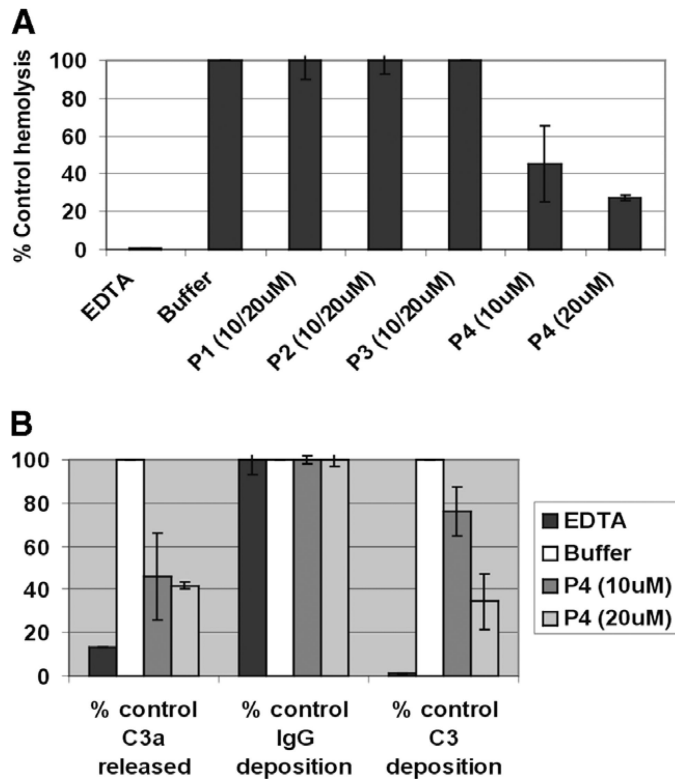 A
% Control hemolysis
100
80
60
40
20
0
EDTA
Buffer
P1 (10/20uM)
P2 (10/20uM)
P3 (10/20uM)
P4 (10uM)
P4 (20uM)
B
100
80
60
40
20
0
% control
C3a
released
% control
IgG
deposition
% control
C3
deposition
EDTA
Buffer
P4 (10uM)
P4 (20uM)